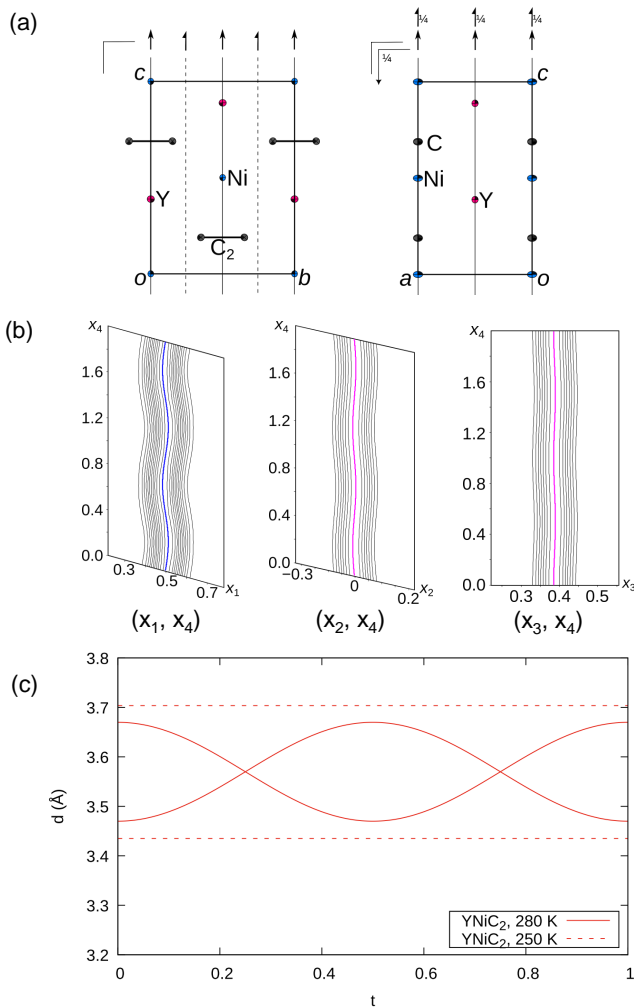 (a)
¼ ¼ ¼
¼
c c
C
Ni Ni
Y Y
C2
o b a o
(b)
x4 x4 x4
1.6 1.6 1.6
1.2 1.2 1.2
0.8 0.8 0.8
0.4 0.4 0.4
0.0 0.0 0.0
0.3 0.5 0.7 x1
−0.3 0 0.2 x2
0.3 0.4 0.5 x3
(x1, x4) (x2, x4) (x3, x4)
(c)
3.8
3.7
3.6
3.5
3.4
3.3
3.2
d (Å)
YNiC2, 280 K
YNiC2, 250 K
0 0.2 0.4 0.6 0.8 1
t